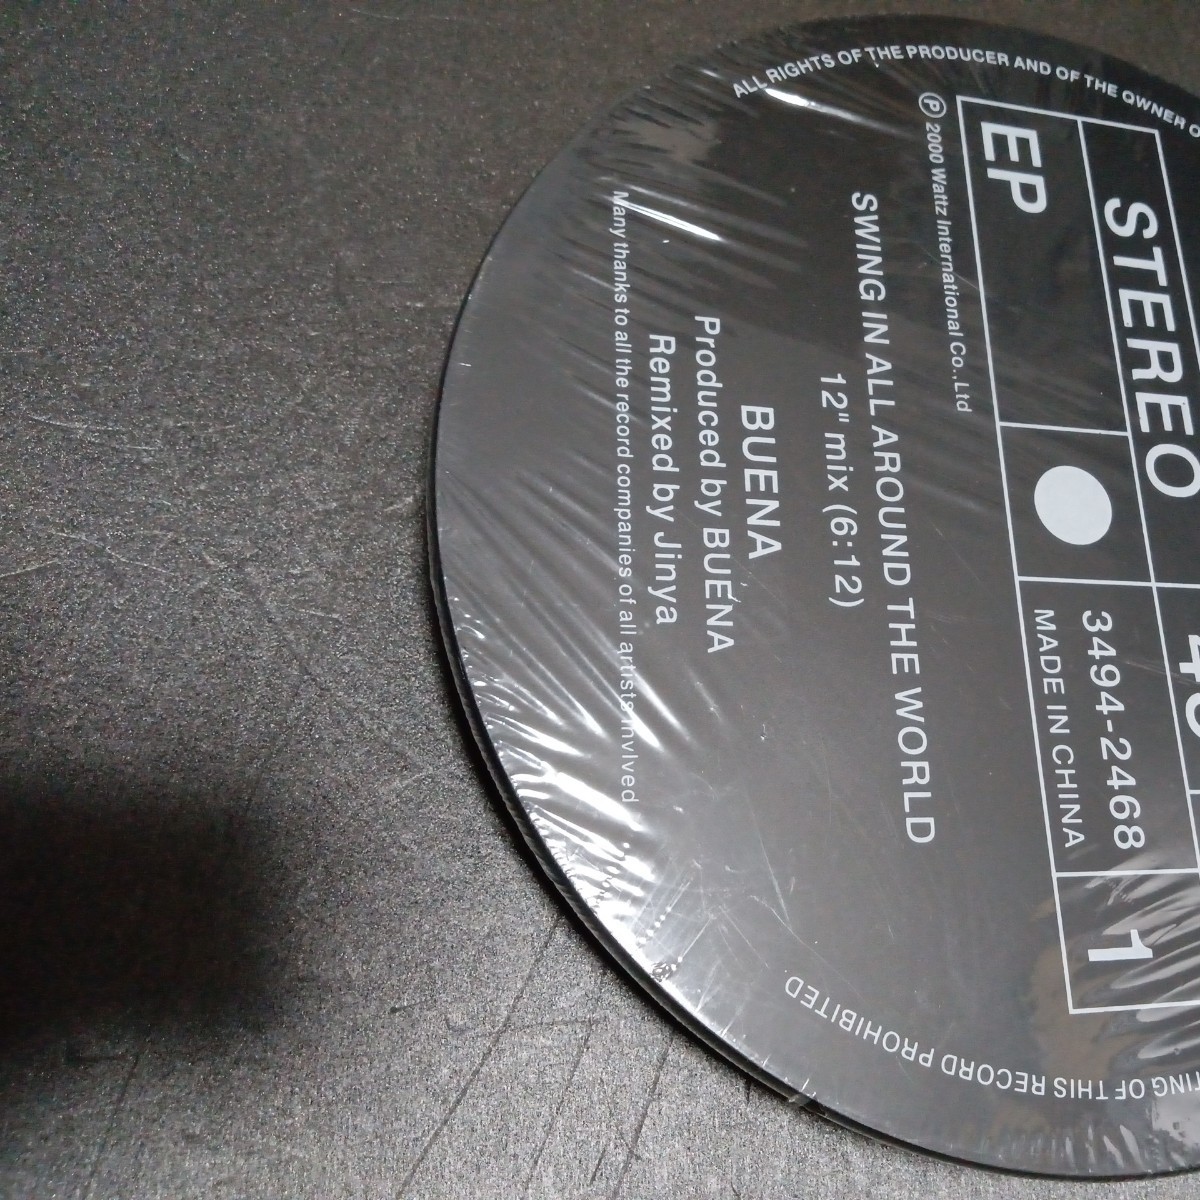 ALL RIGHTS OF THE PRODUCER AND OF THE OWNER O
STEREO
EP
3494-2468
MADE IN CHINA
1
Ⓟ 2000 Wattz International Co.,Ltd
SWING IN ALL AROUND THE WORLD
12" mix (6:12)
BUENA
Produced by BUENA
Remixed by Jinya
Many thanks to all the record companies of all artists invlved
TING OF THIS RECORD PROHIBITED